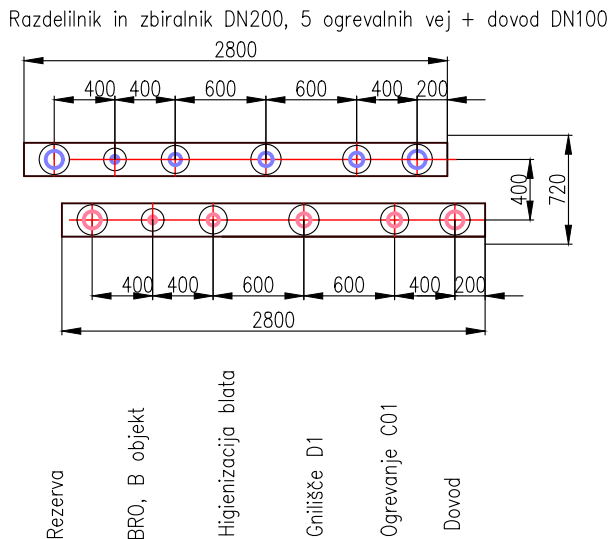 Razdelilnik in zbiralnik DN200, 5 ogrevalnih vej + dovod DN100
2800
400 400 600 600 400 200
400
720
400 400 600 600 400 200
2800
Rezerva
BRO, B objekt
Higienizacija blata
Gnilišče D1
Ogrevanje C01
Dovod